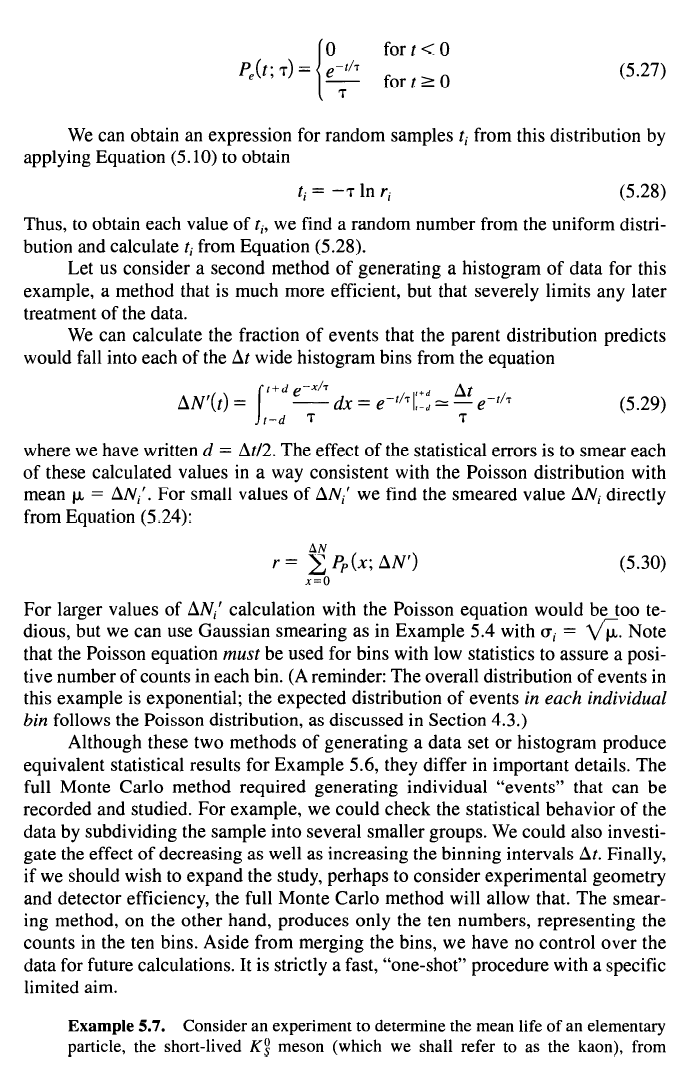 P_e(t; τ) = { 0 for t < 0
e^{-t/τ}/τ for t ≥ 0 (5.27)
We can obtain an expression for random samples t_i from this distribution by
applying Equation (5.10) to obtain
t_i = −τ ln r_i (5.28)
Thus, to obtain each value of t_i, we find a random number from the uniform distri-
bution and calculate t_i from Equation (5.28).
Let us consider a second method of generating a histogram of data for this
example, a method that is much more efficient, but that severely limits any later
treatment of the data.
We can calculate the fraction of events that the parent distribution predicts
would fall into each of the Δt wide histogram bins from the equation
ΔN′(t) = ∫_{t−d}^{t+d} e^{−x/τ}/τ dx = e^{−t/τ}|_{t−d}^{t+d} ≃ Δt/τ e^{−t/τ} (5.29)
where we have written d = Δt/2. The effect of the statistical errors is to smear each
of these calculated values in a way consistent with the Poisson distribution with
mean μ = ΔN_i′. For small values of ΔN_i′ we find the smeared value ΔN_i directly
from Equation (5.24):
r = Σ_{x=0}^{ΔN} P_P(x; ΔN′) (5.30)
For larger values of ΔN_i′ calculation with the Poisson equation would be too te-
dious, but we can use Gaussian smearing as in Example 5.4 with σ_i = √μ. Note
that the Poisson equation must be used for bins with low statistics to assure a posi-
tive number of counts in each bin. (A reminder: The overall distribution of events in
this example is exponential; the expected distribution of events in each individual
bin follows the Poisson distribution, as discussed in Section 4.3.)
Although these two methods of generating a data set or histogram produce
equivalent statistical results for Example 5.6, they differ in important details. The
full Monte Carlo method required generating individual “events” that can be
recorded and studied. For example, we could check the statistical behavior of the
data by subdividing the sample into several smaller groups. We could also investi-
gate the effect of decreasing as well as increasing the binning intervals Δt. Finally,
if we should wish to expand the study, perhaps to consider experimental geometry
and detector efficiency, the full Monte Carlo method will allow that. The smear-
ing method, on the other hand, produces only the ten numbers, representing the
counts in the ten bins. Aside from merging the bins, we have no control over the
data for future calculations. It is strictly a fast, “one-shot” procedure with a specific
limited aim.
Example 5.7. Consider an experiment to determine the mean life of an elementary
particle, the short-lived K_S^0 meson (which we shall refer to as the kaon), from